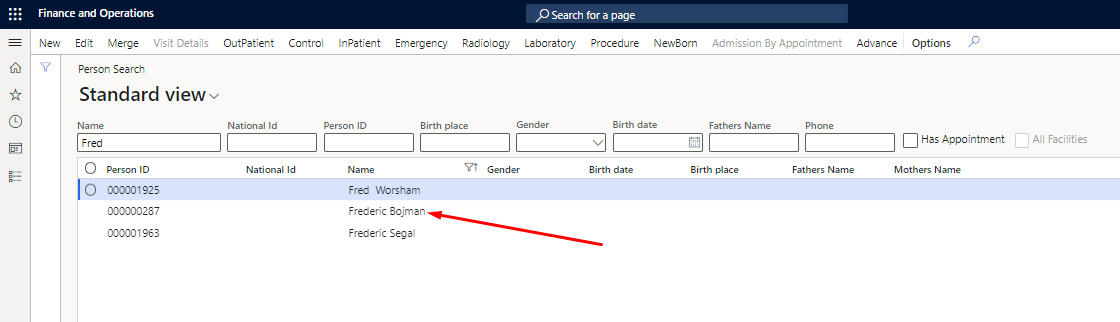 Finance and Operations
Search for a page
New Edit Merge Visit Details OutPatient Control InPatient Emergency Radiology Laboratory Procedure NewBorn Admission By Appointment Advance Options
Person Search
Standard view
Name National Id Person ID Birth place Gender Birth date Fathers Name Phone
Fred
Has Appointment All Facilities
Person ID National Id Name Gender Birth date Birth place Fathers Name Mothers Name
000001925 Fred Worsham
000000287 Frederic Bojman
000001963 Frederic Segal